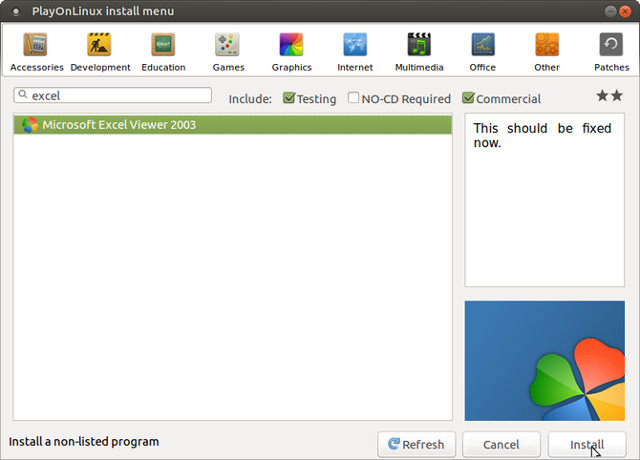 PlayOnLinux install menu
Accessories Development Education Games Graphics Internet Multimedia Office Other Patches
excel Include: Testing NO-CD Required Commercial
Microsoft Excel Viewer 2003
This should be fixed
now.
Install a non-listed program
Refresh Cancel Install